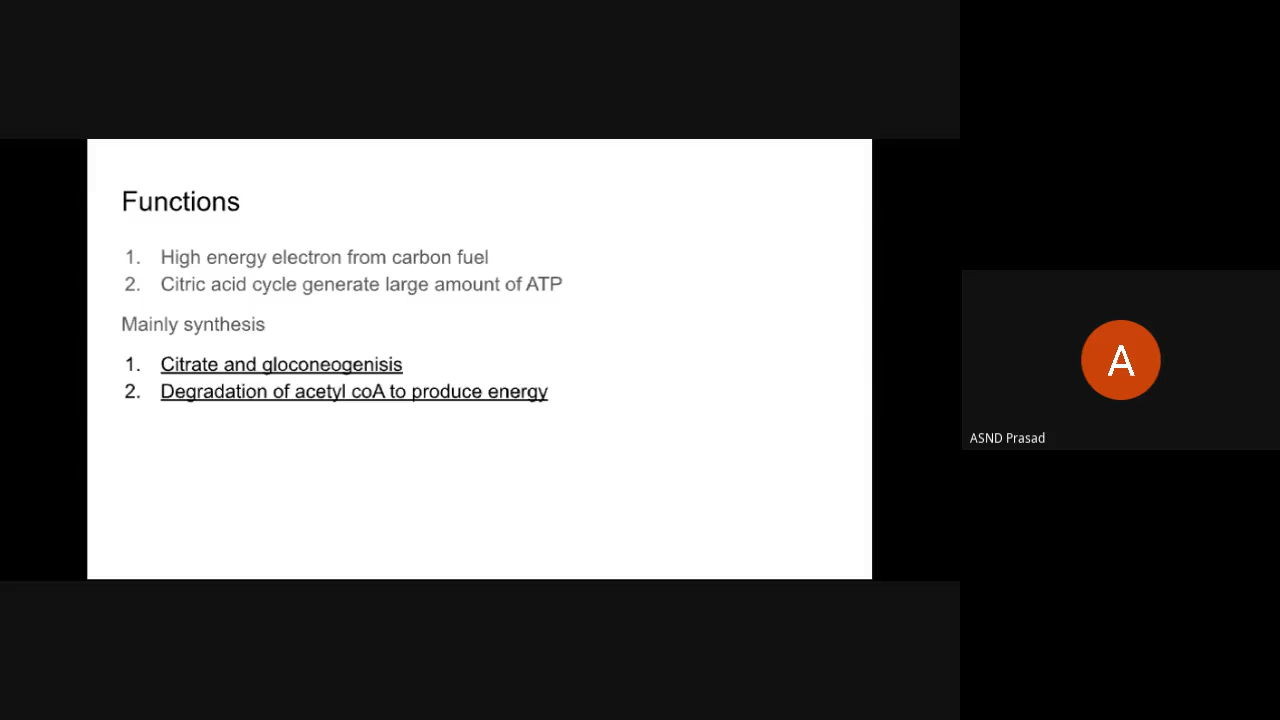 Functions
1. High energy electron from carbon fuel
2. Citric acid cycle generate large amount of ATP
Mainly synthesis
1. Citrate and gloconeogenisis
2. Degradation of acetyl coA to produce energy
A
ASND Prasad